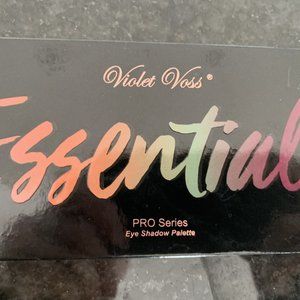 Violet Voss®
Essential
PRO Series
Eye Shadow Palette